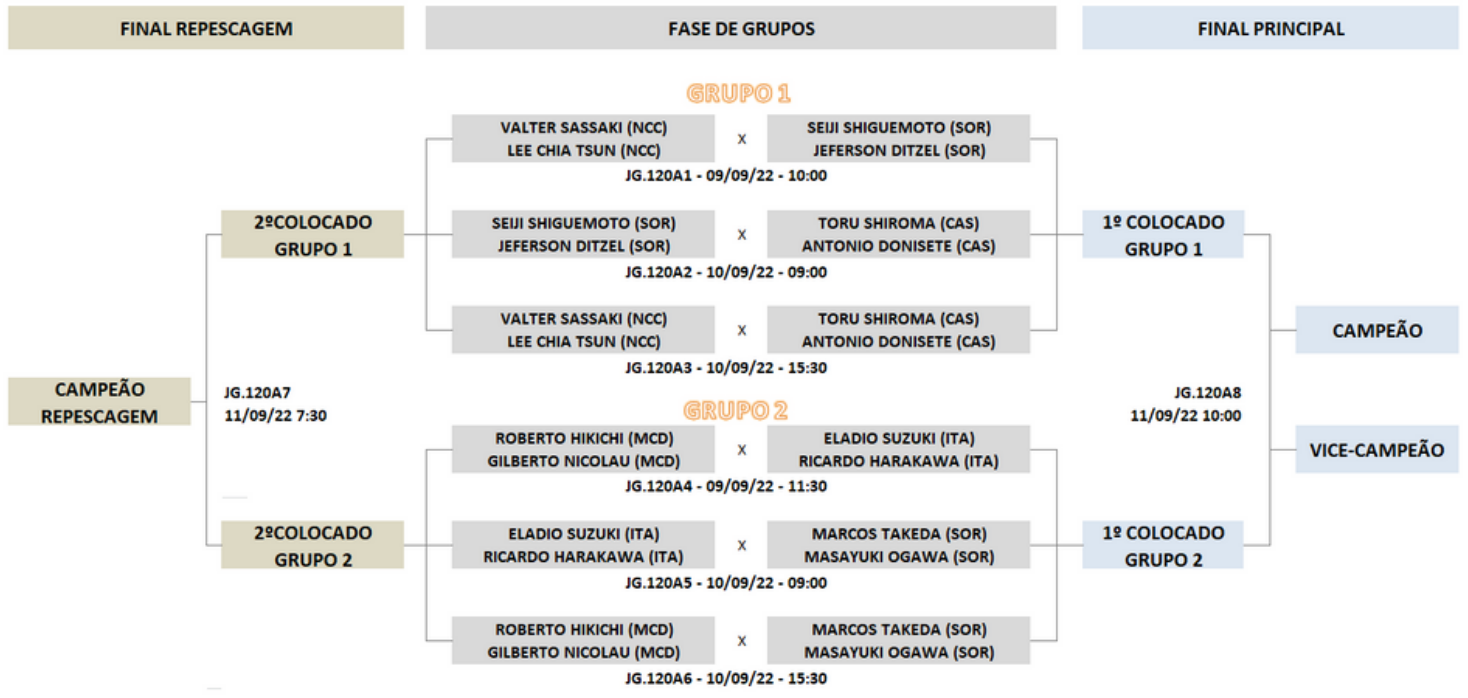 FINAL REPESCAGEM
FASE DE GRUPOS
FINAL PRINCIPAL
GRUPO 1
VALTER SASSAKI (NCC)
LEE CHIA TSUN (NCC)
X
SEIJI SHIGUEMOTO (SOR)
JEFERSON DITZEL (SOR)
JG.120A1 - 09/09/22 - 10:00
2ºCOLOCADO
GRUPO 1
SEIJI SHIGUEMOTO (SOR)
JEFERSON DITZEL (SOR)
X
TORU SHIROMA (CAS)
ANTONIO DONISETE (CAS)
1º COLOCADO
GRUPO 1
JG.120A2 - 10/09/22 - 09:00
VALTER SASSAKI (NCC)
LEE CHIA TSUN (NCC)
X
TORU SHIROMA (CAS)
ANTONIO DONISETE (CAS)
CAMPEÃO
JG.120A3 - 10/09/22 - 15:30
CAMPEÃO
REPESCAGEM
JG.120A7
11/09/22 7:30
JG.120A8
11/09/22 10:00
GRUPO 2
ROBERTO HIKICHI (MCD)
GILBERTO NICOLAU (MCD)
X
ELADIO SUZUKI (ITA)
RICARDO HARAKAWA (ITA)
VICE-CAMPEÃO
JG.120A4 - 09/09/22 - 11:30
2ºCOLOCADO
GRUPO 2
ELADIO SUZUKI (ITA)
RICARDO HARAKAWA (ITA)
X
MARCOS TAKEDA (SOR)
MASAYUKI OGAWA (SOR)
1º COLOCADO
GRUPO 2
JG.120A5 - 10/09/22 - 09:00
ROBERTO HIKICHI (MCD)
GILBERTO NICOLAU (MCD)
X
MARCOS TAKEDA (SOR)
MASAYUKI OGAWA (SOR)
JG.120A6 - 10/09/22 - 15:30